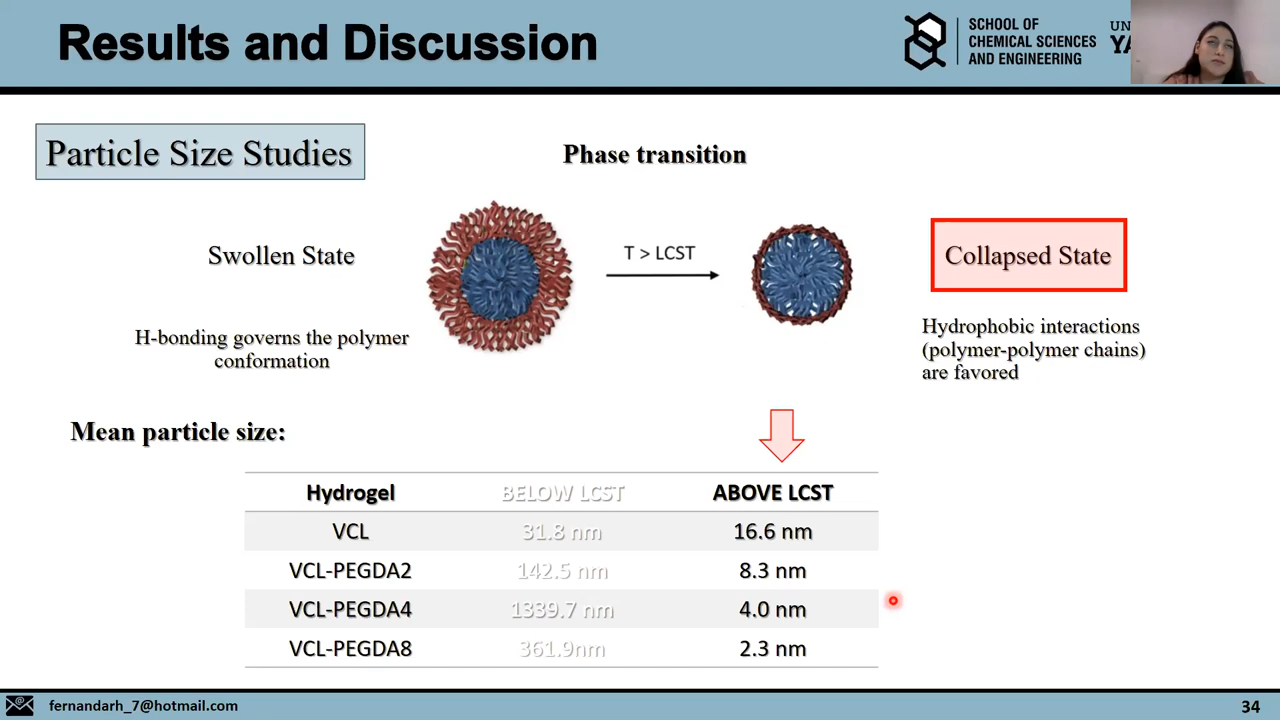 Results and Discussion
SCHOOL OF
CHEMICAL SCIENCES
AND ENGINEERING
Particle Size Studies
Phase transition
Swollen State
T > LCST
Collapsed State
H-bonding governs the polymer
conformation
Hydrophobic interactions
(polymer-polymer chains)
are favored
Mean particle size:
Hydrogel BELOW LCST ABOVE LCST
VCL 31.8 nm 16.6 nm
VCL-PEGDA2 142.5 nm 8.3 nm
VCL-PEGDA4 1339.7 nm 4.0 nm
VCL-PEGDA8 361.9nm 2.3 nm
fernandarh_7@hotmail.com
34